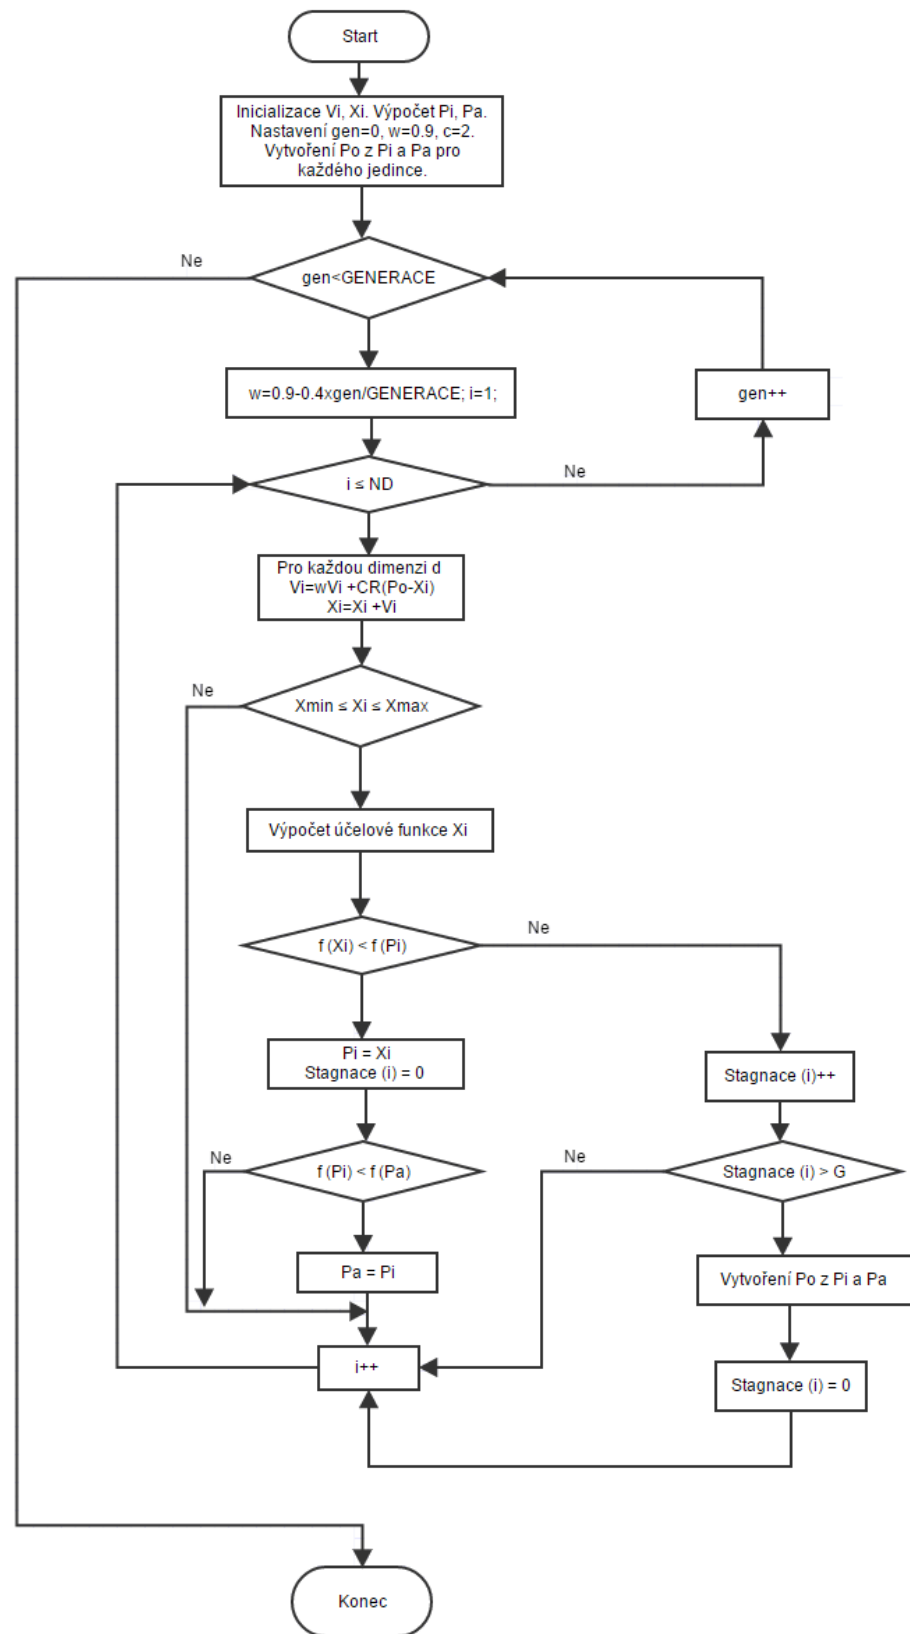 Start
Inicializace Vi, Xi. Výpočet Pi, Pa.
Nastavení gen=0, w=0.9, c=2.
Vytvoření Po z Pi a Pa pro
každého jedince.
Ne
gen<GENERACE
w=0.9-0.4xgen/GENERACE; i=1;
gen++
i ≤ ND
Ne
Pro každou dimenzi d
Vi=wVi +CR(Po-Xi)
Xi=Xi +Vi
Ne
Xmin ≤ Xi ≤ Xmax
Výpočet účelové funkce Xi
f (Xi) < f (Pi)
Ne
Pi = Xi
Stagnace (i) = 0
Stagnace (i)++
Ne
f (Pi) < f (Pa)
Ne
Stagnace (i) > G
Pa = Pi
Vytvoření Po z Pi a Pa
i++
Stagnace (i) = 0
Konec